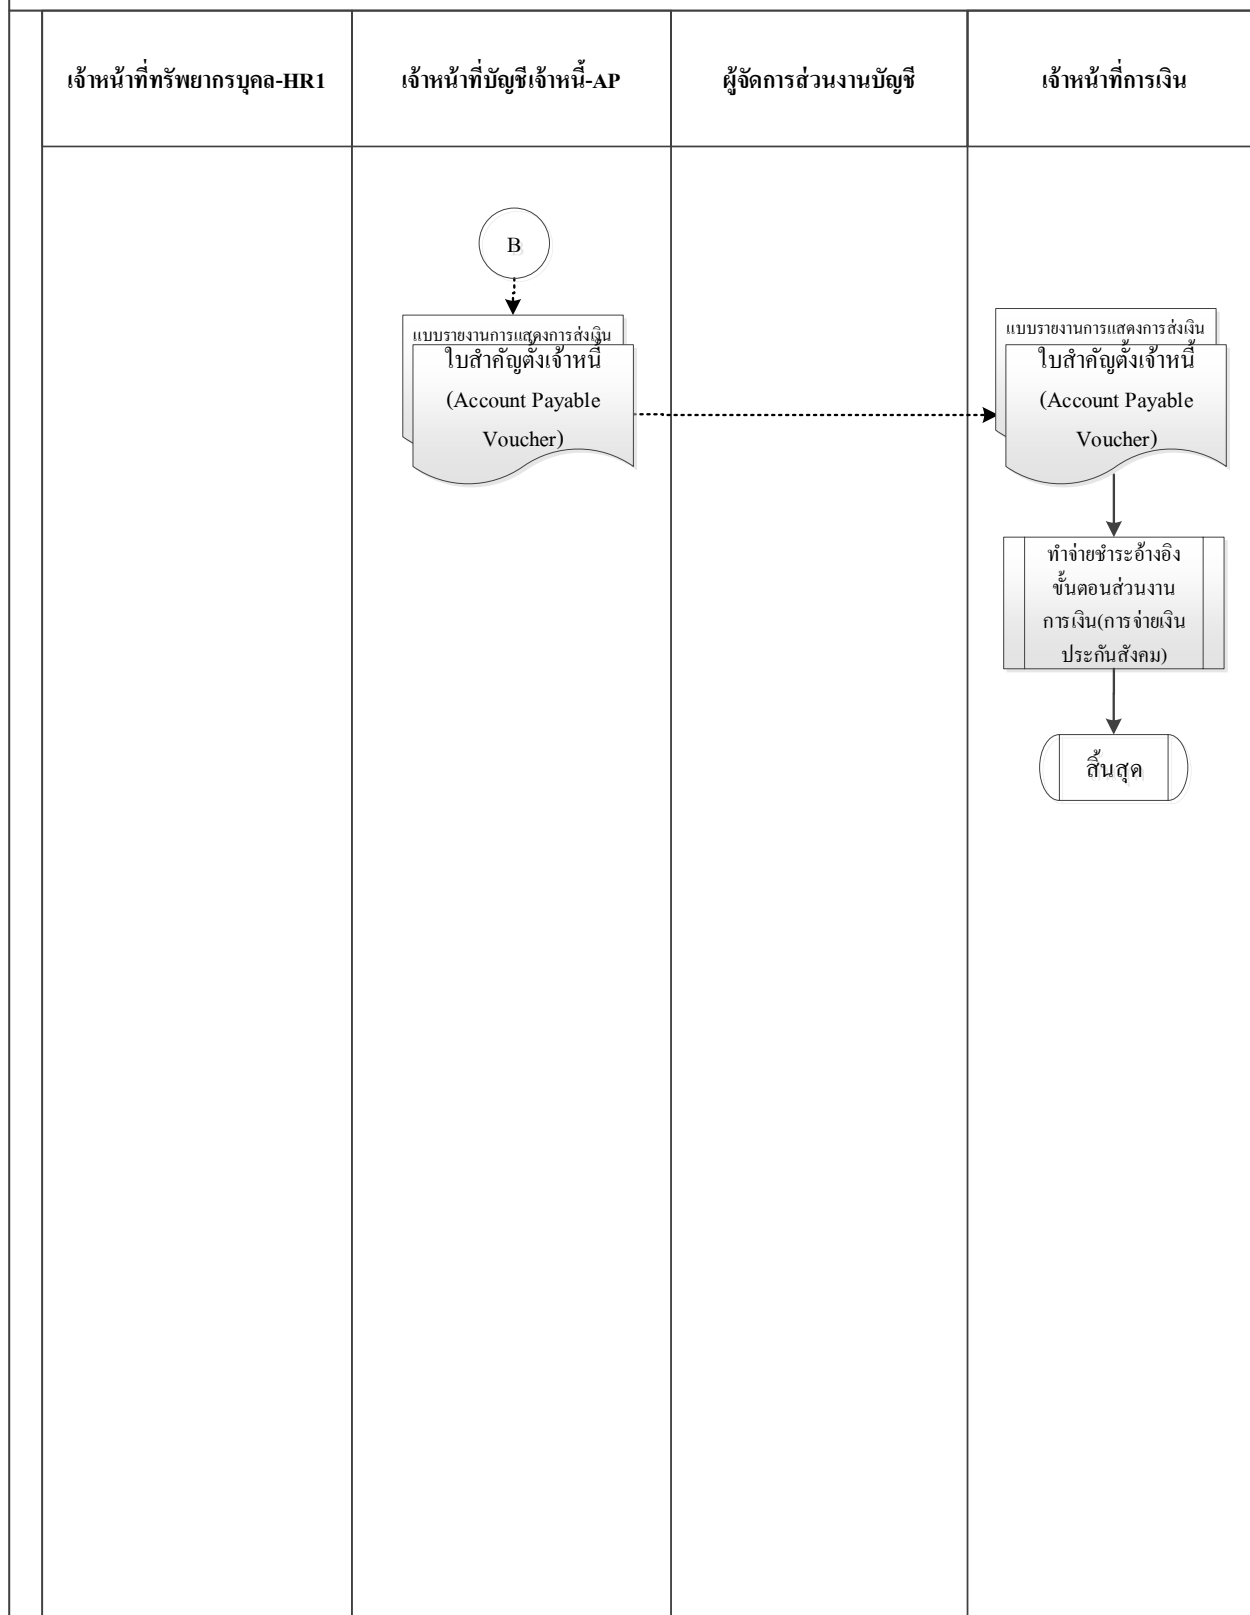 เจ้าหน้าที่ทรัพยากรบุคคล-HR1
เจ้าหน้าที่บัญชีเจ้าหนี้-AP
ผู้จัดการส่วนงานบัญชี
เจ้าหน้าที่การเงิน
B
แบบรายงานการแสดงการส่งเงิน
ใบสำคัญตั้งเจ้าหนี้
(Account Payable
Voucher)
แบบรายงานการแสดงการส่งเงิน
ใบสำคัญตั้งเจ้าหนี้
(Account Payable
Voucher)
ทำจ่ายชำระอ้างอิง
ขั้นตอนส่วนงาน
การเงิน(การจ่ายเงิน
ประกันสังคม)
สิ้นสุด